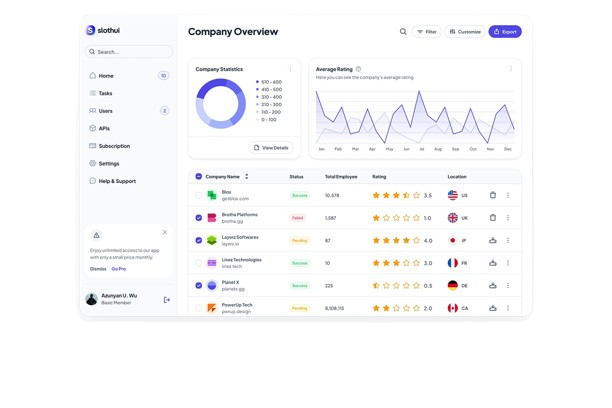 slothui
Search...
Home 10
Tasks
Users 2
APIs
Subscription
Settings
Help & Support
Enjoy unlimited access to our app
with only a small price monthly.
Dismiss Go Pro
Azunyan U. Wu
Basic Member
Company Overview
Filter Customize Export
Company Statistics
510 - 600
410 - 500
310 - 400
210 - 300
110 - 200
0 - 100
View Details
Average Rating
Here you can see the company's average rating.
Jan Feb Mar Apr May Jun Jul Aug Sep Oct Nov Dec
Company Name Status Total Employee Rating Location
Blox
getblox.com
Success 10,578 3.5 US
Brotha Platforms
brotha.gg
Failed 1,587 1.0 UK
Layerz Softwares
layerz.io
Pending 87 4.0 JP
Linea Technologies
linea.tech
Success 10 3.0 FR
Planet X
planets.gg
Success 225 0.5 DE
PowerUp Tech
pwrup.design
Pending 8,108,115 2.0 CA